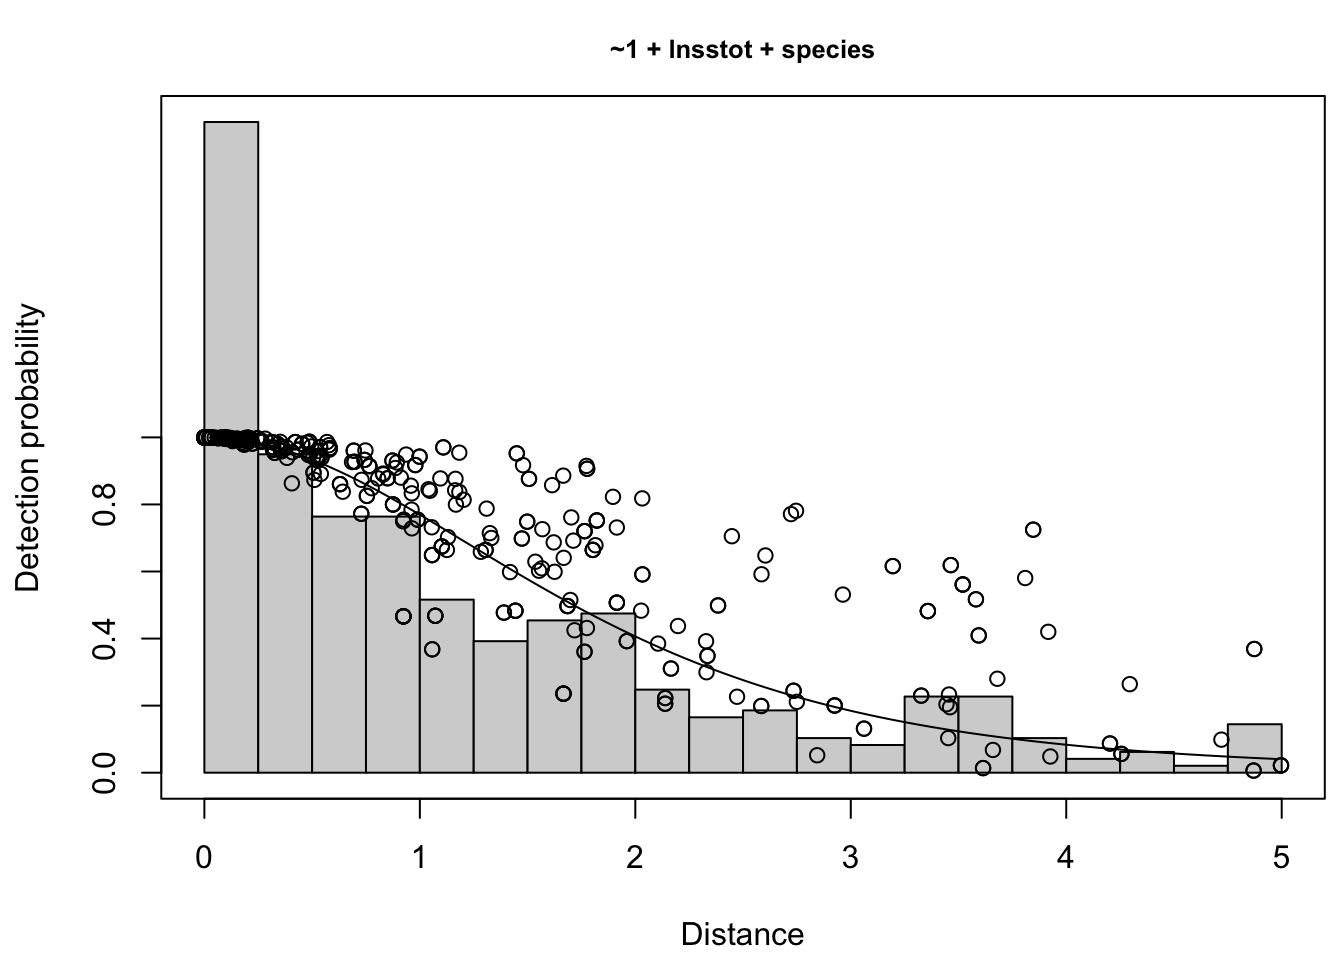 ~1 + lnsstot + species
Detection probability
0.8
0.4
0.0
0 1 2 3 4 5
Distance